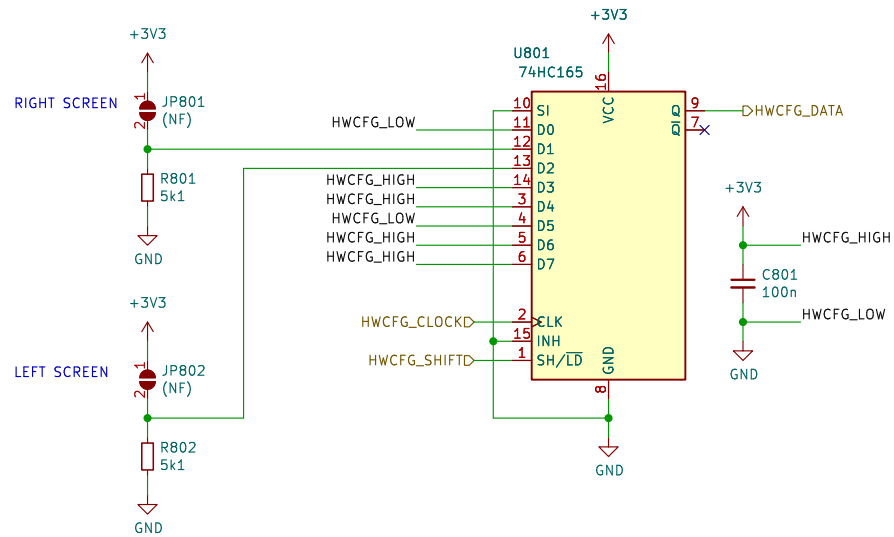 +3V3
RIGHT SCREEN
1
2
JP801
(NF)
R801
5k1
GND
+3V3
LEFT SCREEN
1
2
JP802
(NF)
R802
5k1
GND
+3V3
U801
74HC165
16
VCC
10 SI
HWCFG_LOW 11 D0
12 D1
13 D2
HWCFG_HIGH 14 D3
HWCFG_HIGH 3 D4
HWCFG_LOW 4 D5
HWCFG_HIGH 5 D6
HWCFG_HIGH 6 D7
HWCFG_CLOCK 2 CLK
15 INH
HWCFG_SHIFT 1 SH/LD
GND
8
GND
Q 9 HWCFG_DATA
Q 7
+3V3
HWCFG_HIGH
C801
100n
HWCFG_LOW
GND